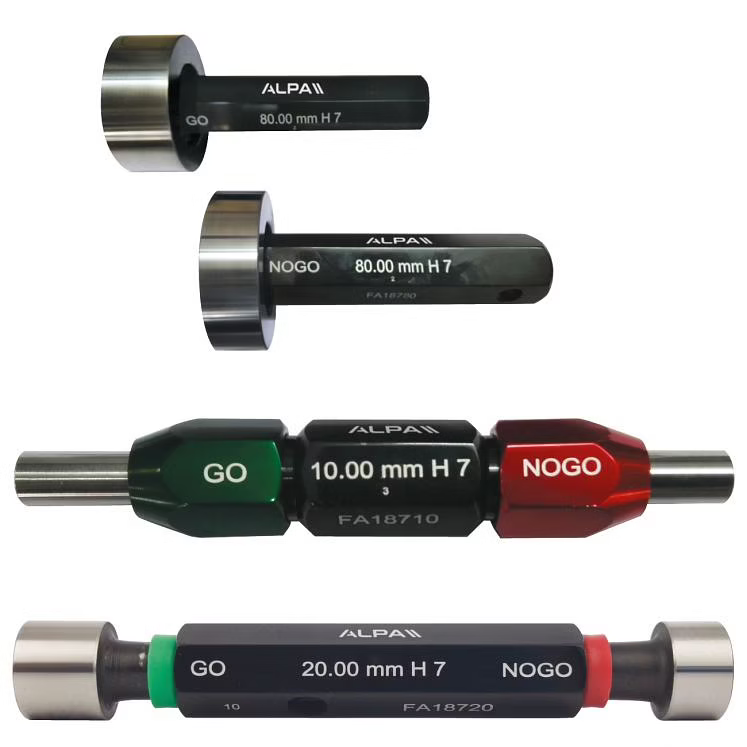 ALPA
GO 80.00 mm H 7
ALPA
NOGO 80.00 mm H 7
2
FA18780
ALPA
GO 10.00 mm H 7 NOGO
3
FA18710
ALPA
GO 20.00 mm H 7 NOGO
10 FA18720